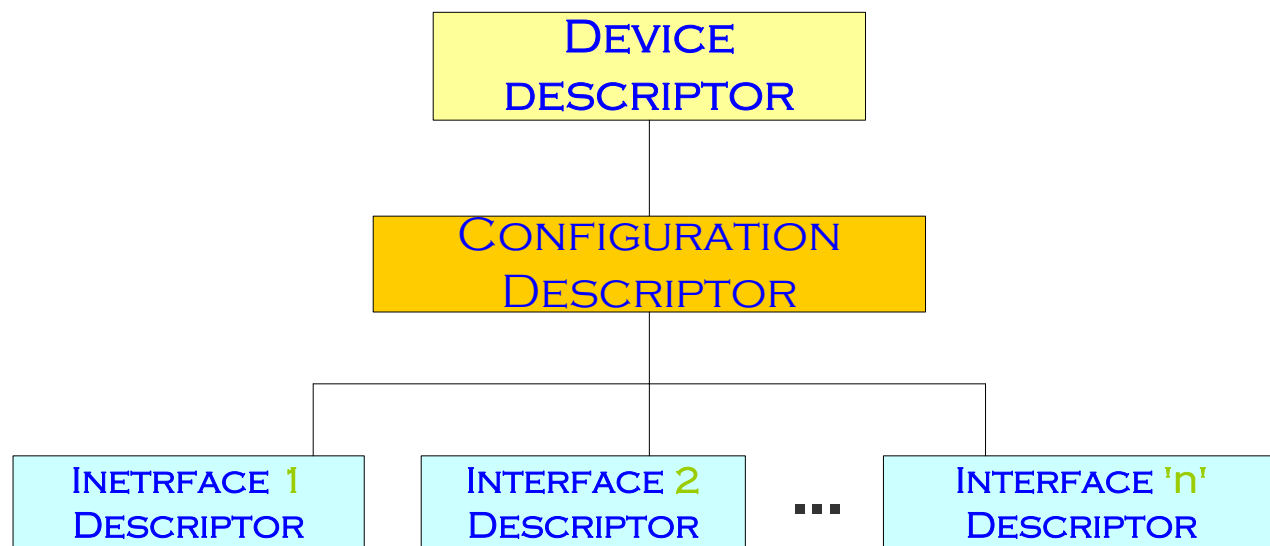 Device
descriptor
Configuration
Descriptor
Inetrface 1
Descriptor
Interface 2
Descriptor
...
Interface 'n'
Descriptor